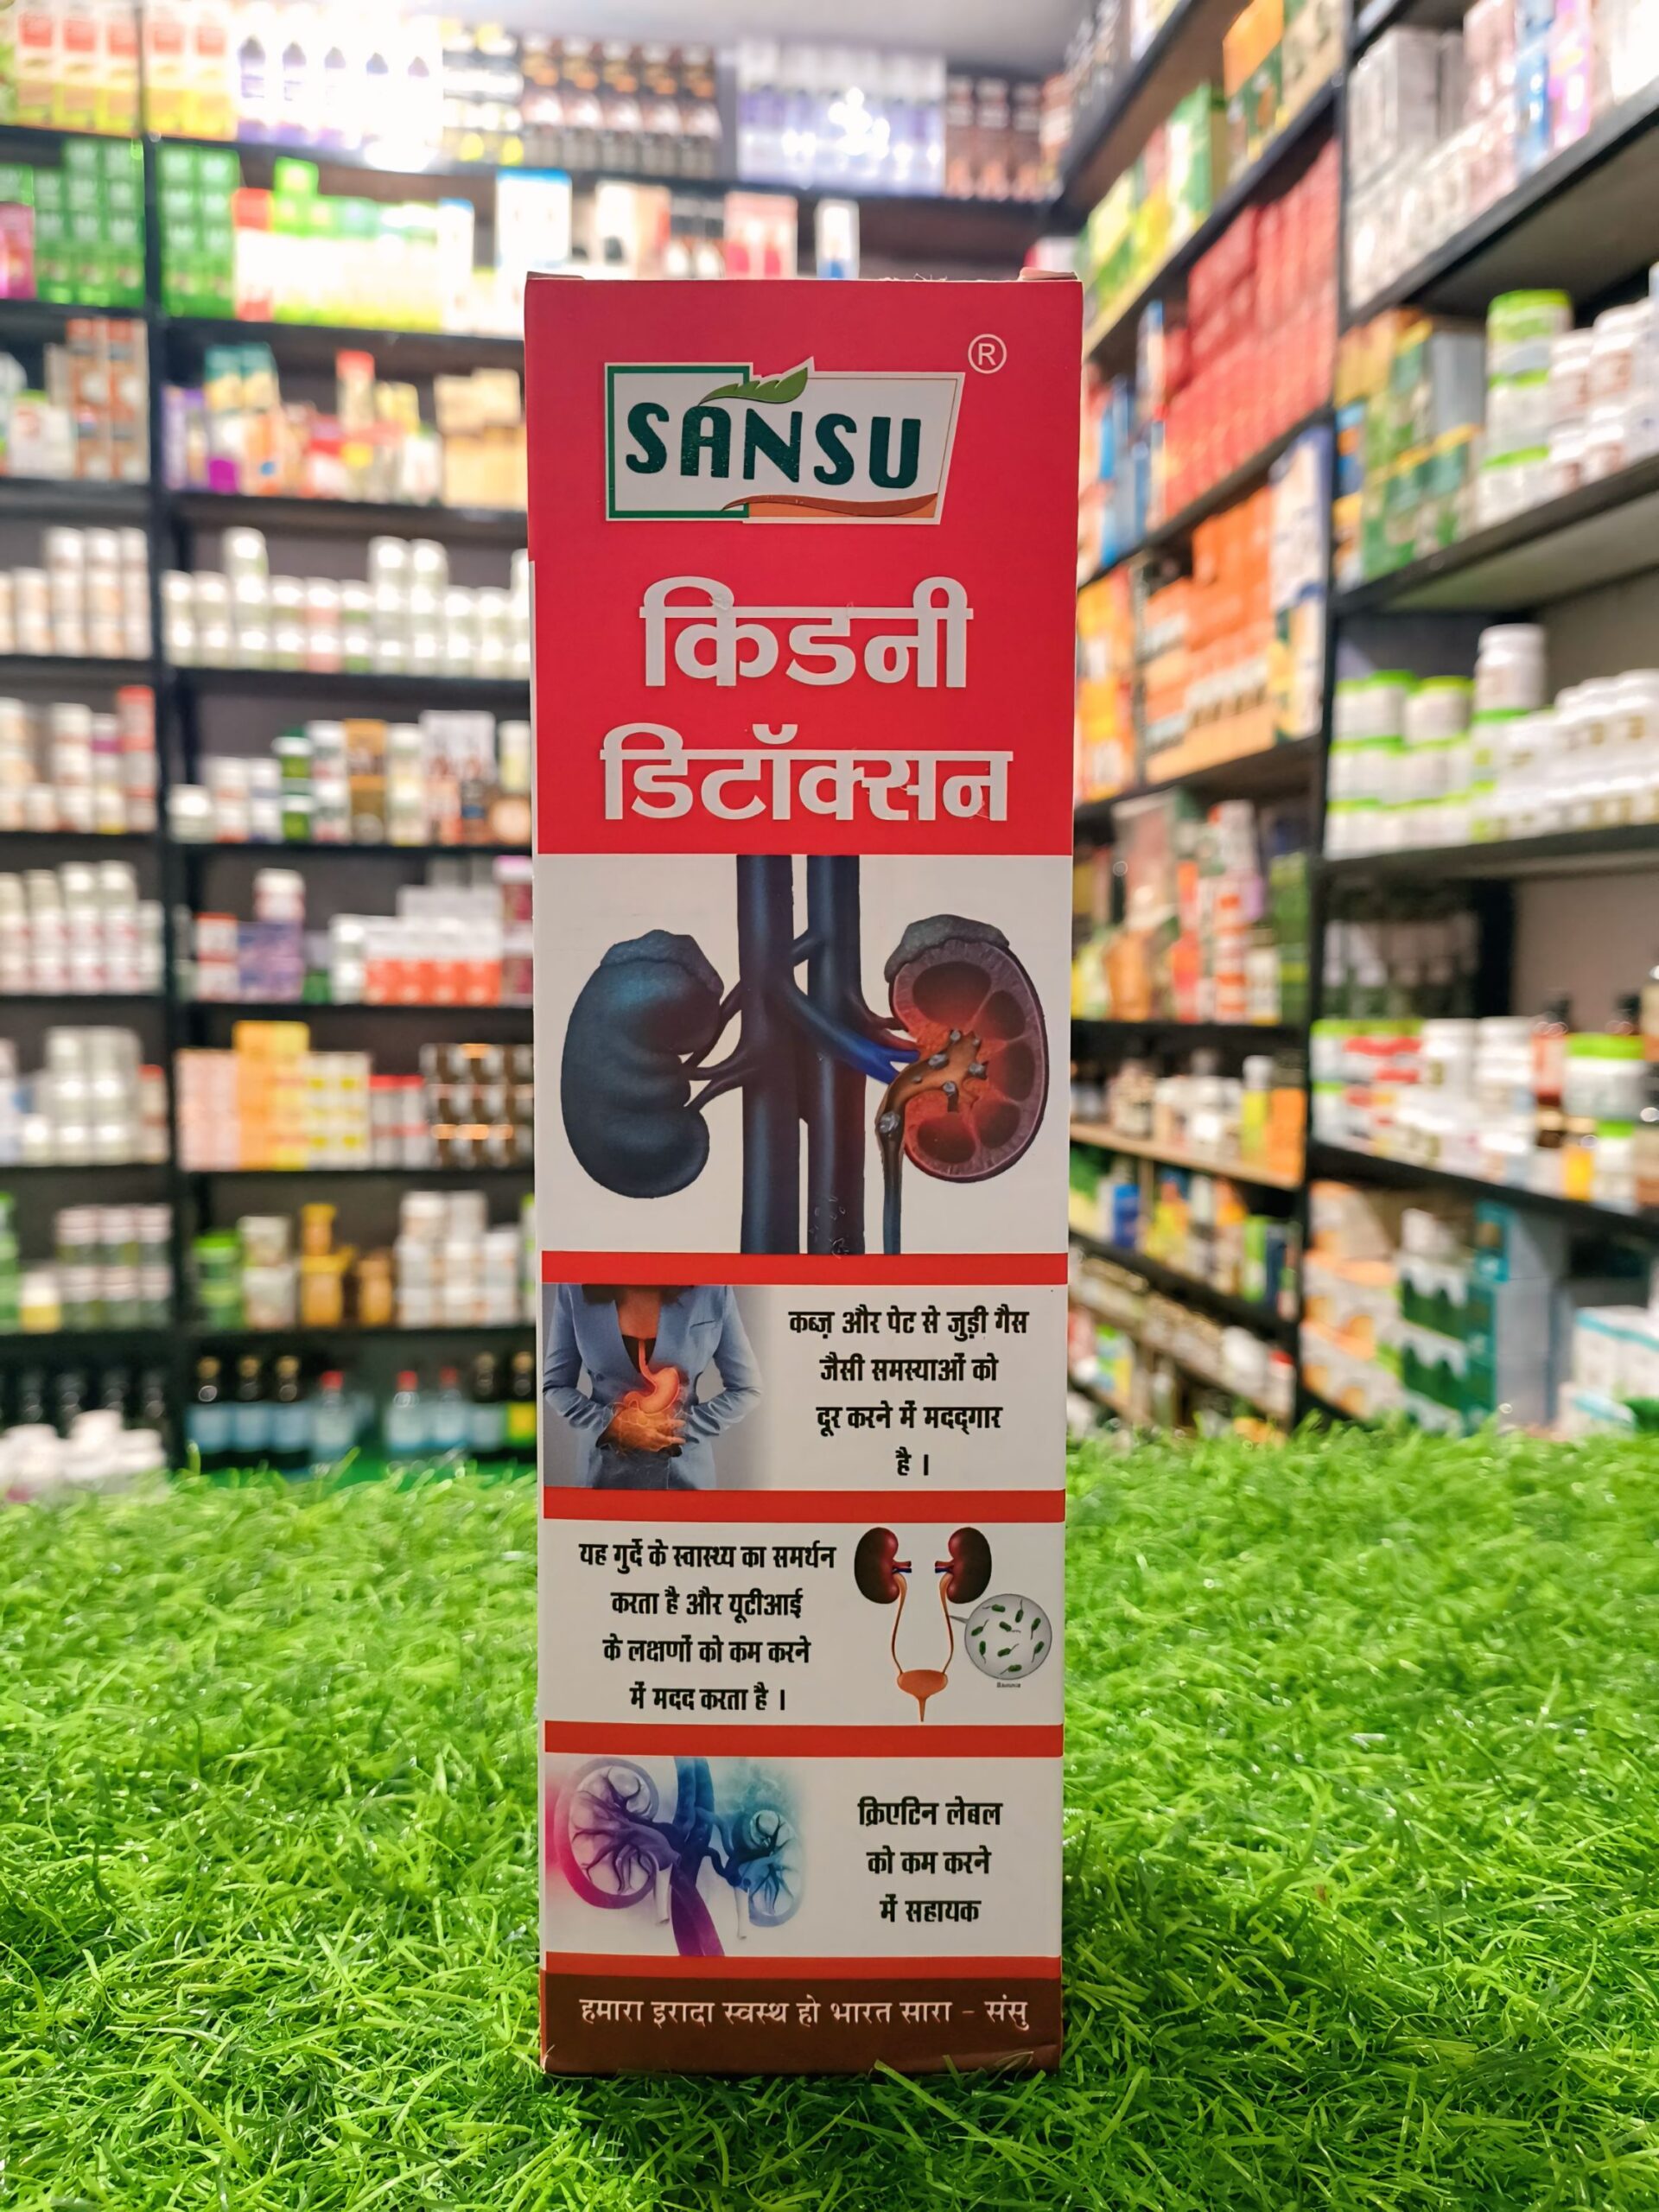 SANSU
®
किडनी
डिटॉक्सन
कब्ज़ और पेट से जुड़ी गैस
जैसी समस्याओं को
दूर करने में मददृगार
है ।
यह गुर्दे के स्वास्थ्य का समर्थन
करता है और यूटीआई
के लक्षणों को कम करने
में मदद करता है ।
क्रिएटिन लेबल
को कम करने
में सहायक
हमारा इरादा स्वस्थ हो भारत सारा - संसु